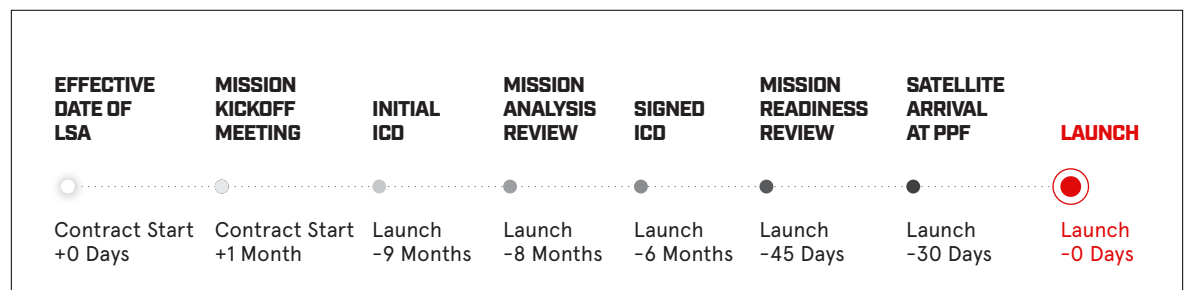 EFFECTIVE
DATE OF
LSA
MISSION
KICKOFF
MEETING
INITIAL
ICD
MISSION
ANALYSIS
REVIEW
SIGNED
ICD
MISSION
READINESS
REVIEW
SATELLITE
ARRIVAL
AT PPF
LAUNCH
Contract Start
+0 Days
Contract Start
+1 Month
Launch
-9 Months
Launch
-8 Months
Launch
-6 Months
Launch
-45 Days
Launch
-30 Days
Launch
-0 Days